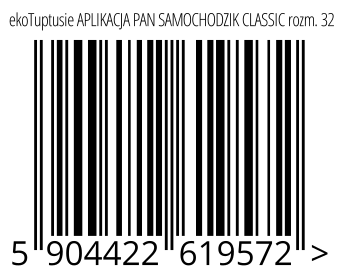 ekoTuptusie APLIKACJA PAN SAMOCHODZIK CLASSIC rozm. 32
5 904422 619572 >